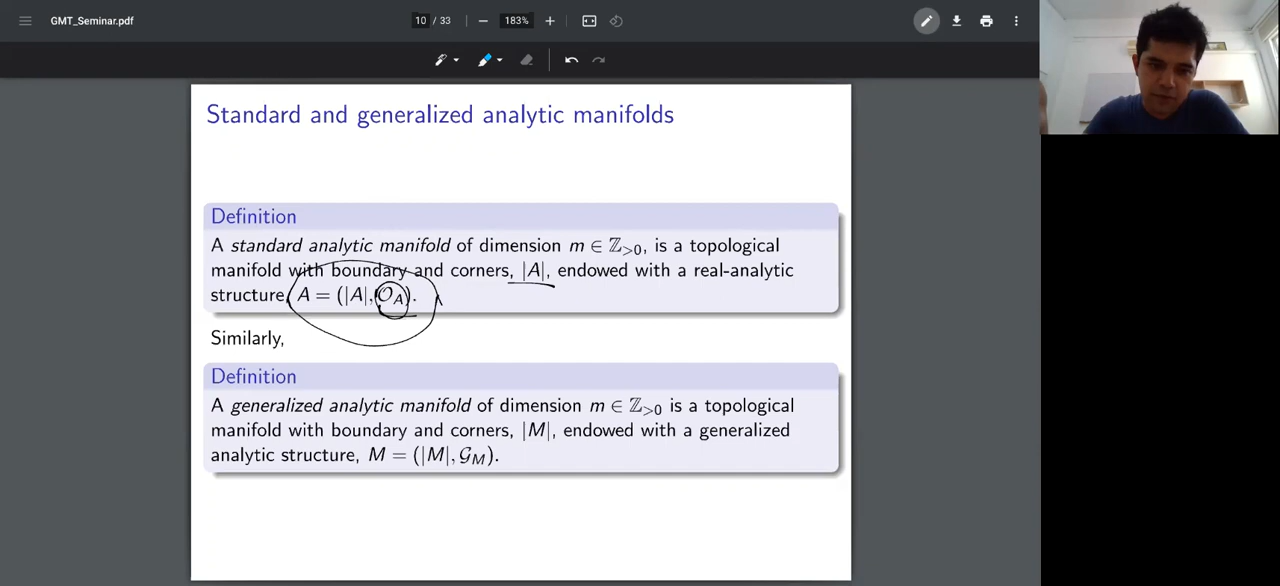 GMT_Seminar.pdf
10 / 33
183%
Standard and generalized analytic manifolds
Definition
A standard analytic manifold of dimension m ∈ ℤ>0, is a topological
manifold with boundary and corners, |A|, endowed with a real-analytic
structure, A = (|A|, 𝒪A).
Similarly,
Definition
A generalized analytic manifold of dimension m ∈ ℤ>0 is a topological
manifold with boundary and corners, |M|, endowed with a generalized
analytic structure, M = (|M|, 𝒢M).